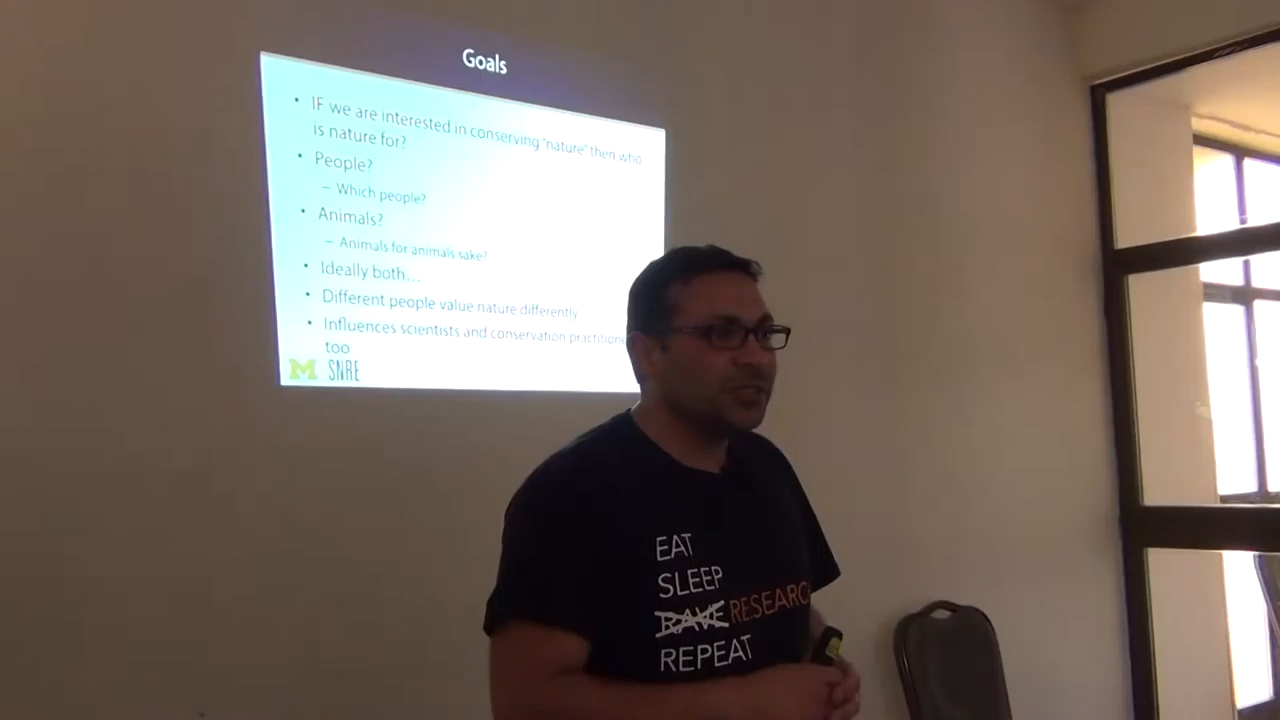 Goals
• IF we are interested in conserving "nature" then who
is nature for?
• People?
– Which people?
• Animals?
– Animals for animals sake?
• Ideally both...
• Different people value nature differently
• Influences scientists and conservation practitione
too
M SNRE
EAT
SLEEP
RAVE RESEARC
REPEAT